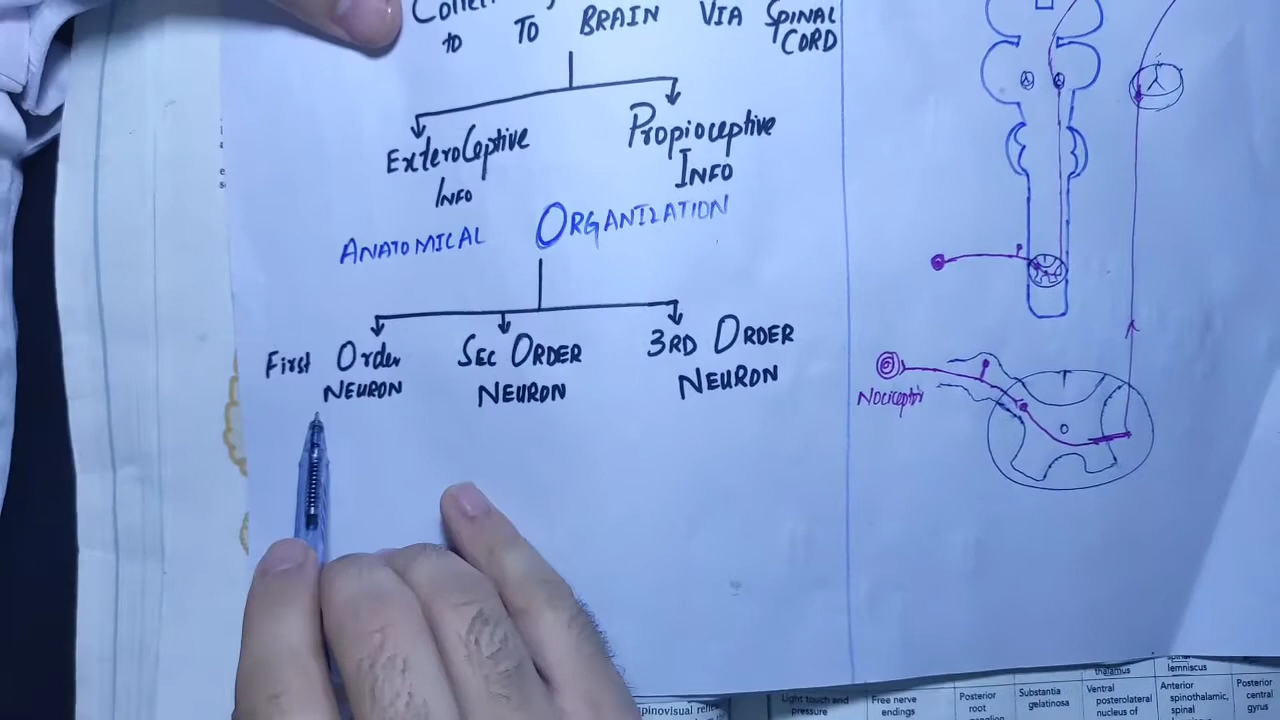 TO BRAIN VIA SPINAL
to CORD
Exteroceptive
INFO
Propioceptive
INFO
ANATOMICAL ORGANIZATION
First Order
NEURON
SEC ORDER
NEURON
3RD ORDER
NEURON
Nociceptor
thalamus
lemniscus
Light touch and
pressure
Free nerve
endings
Posterior
root
Substantia
gelatinosa
Ventral
posterolateral
nucleus of
Anterior
spinothalamic,
spinal
Posterior
central
gyrus